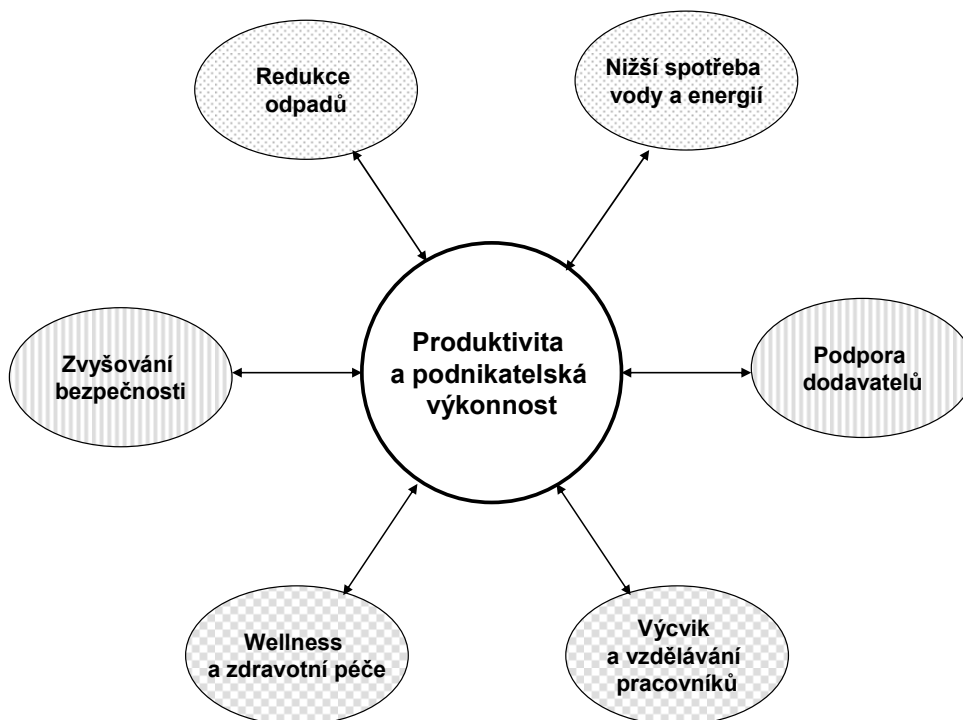 Redukce
odpadů
Nižší spotřeba
vody a energií
Produktivita
a podnikatelská
výkonnost
Zvyšování
bezpečnosti
Podpora
dodavatelů
Wellness
a zdravotní péče
Výcvik
a vzdělávání
pracovníků